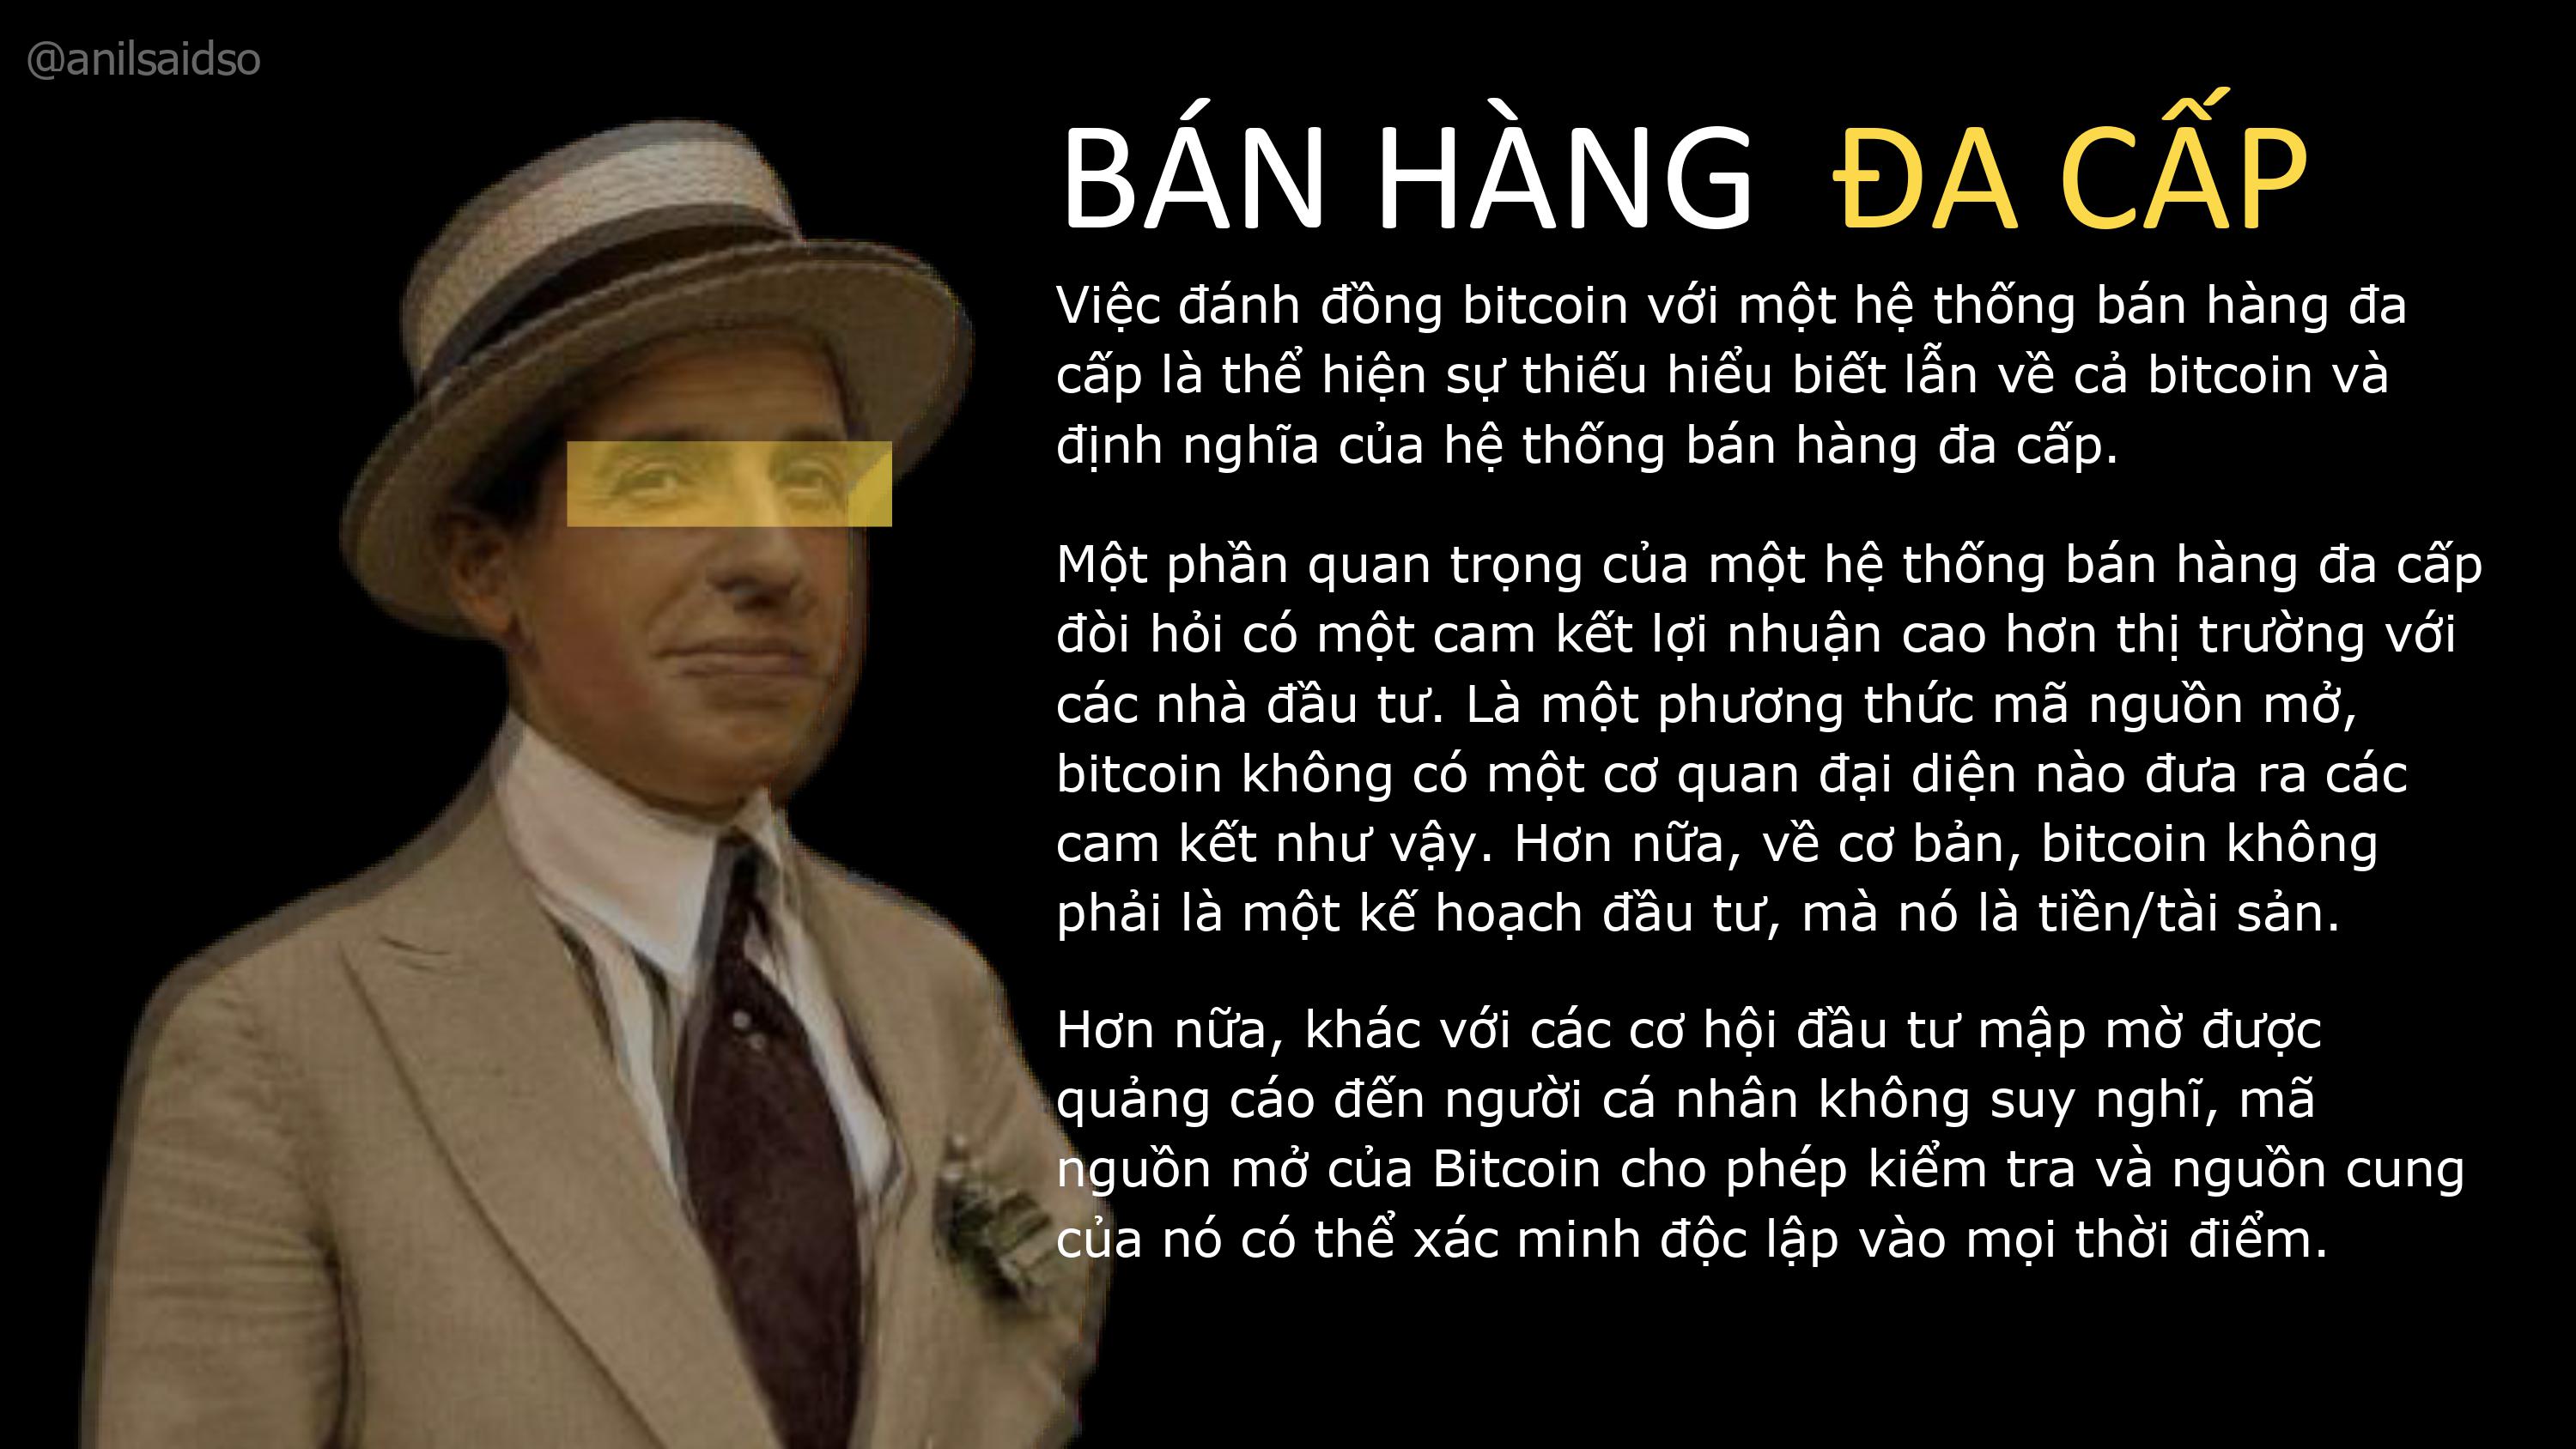 @anilsaidso
BÁN HÀNG ĐA CẤP
Việc đánh đồng bitcoin với một hệ thống bán hàng đa
cấp là thể hiện sự thiếu hiểu biết lẫn về cả bitcoin và
định nghĩa của hệ thống bán hàng đa cấp.
Một phần quan trọng của một hệ thống bán hàng đa cấp
đòi hỏi có một cam kết lợi nhuận cao hơn thị trường với
các nhà đầu tư. Là một phương thức mã nguồn mở,
bitcoin không có một cơ quan đại diện nào đưa ra các
cam kết như vậy. Hơn nữa, về cơ bản, bitcoin không
phải là một kế hoạch đầu tư, mà nó là tiền/tài sản.
Hơn nữa, khác với các cơ hội đầu tư mập mờ được
quảng cáo đến người cá nhân không suy nghĩ, mã
nguồn mở của Bitcoin cho phép kiểm tra và nguồn cung
của nó có thể xác minh độc lập vào mọi thời điểm.